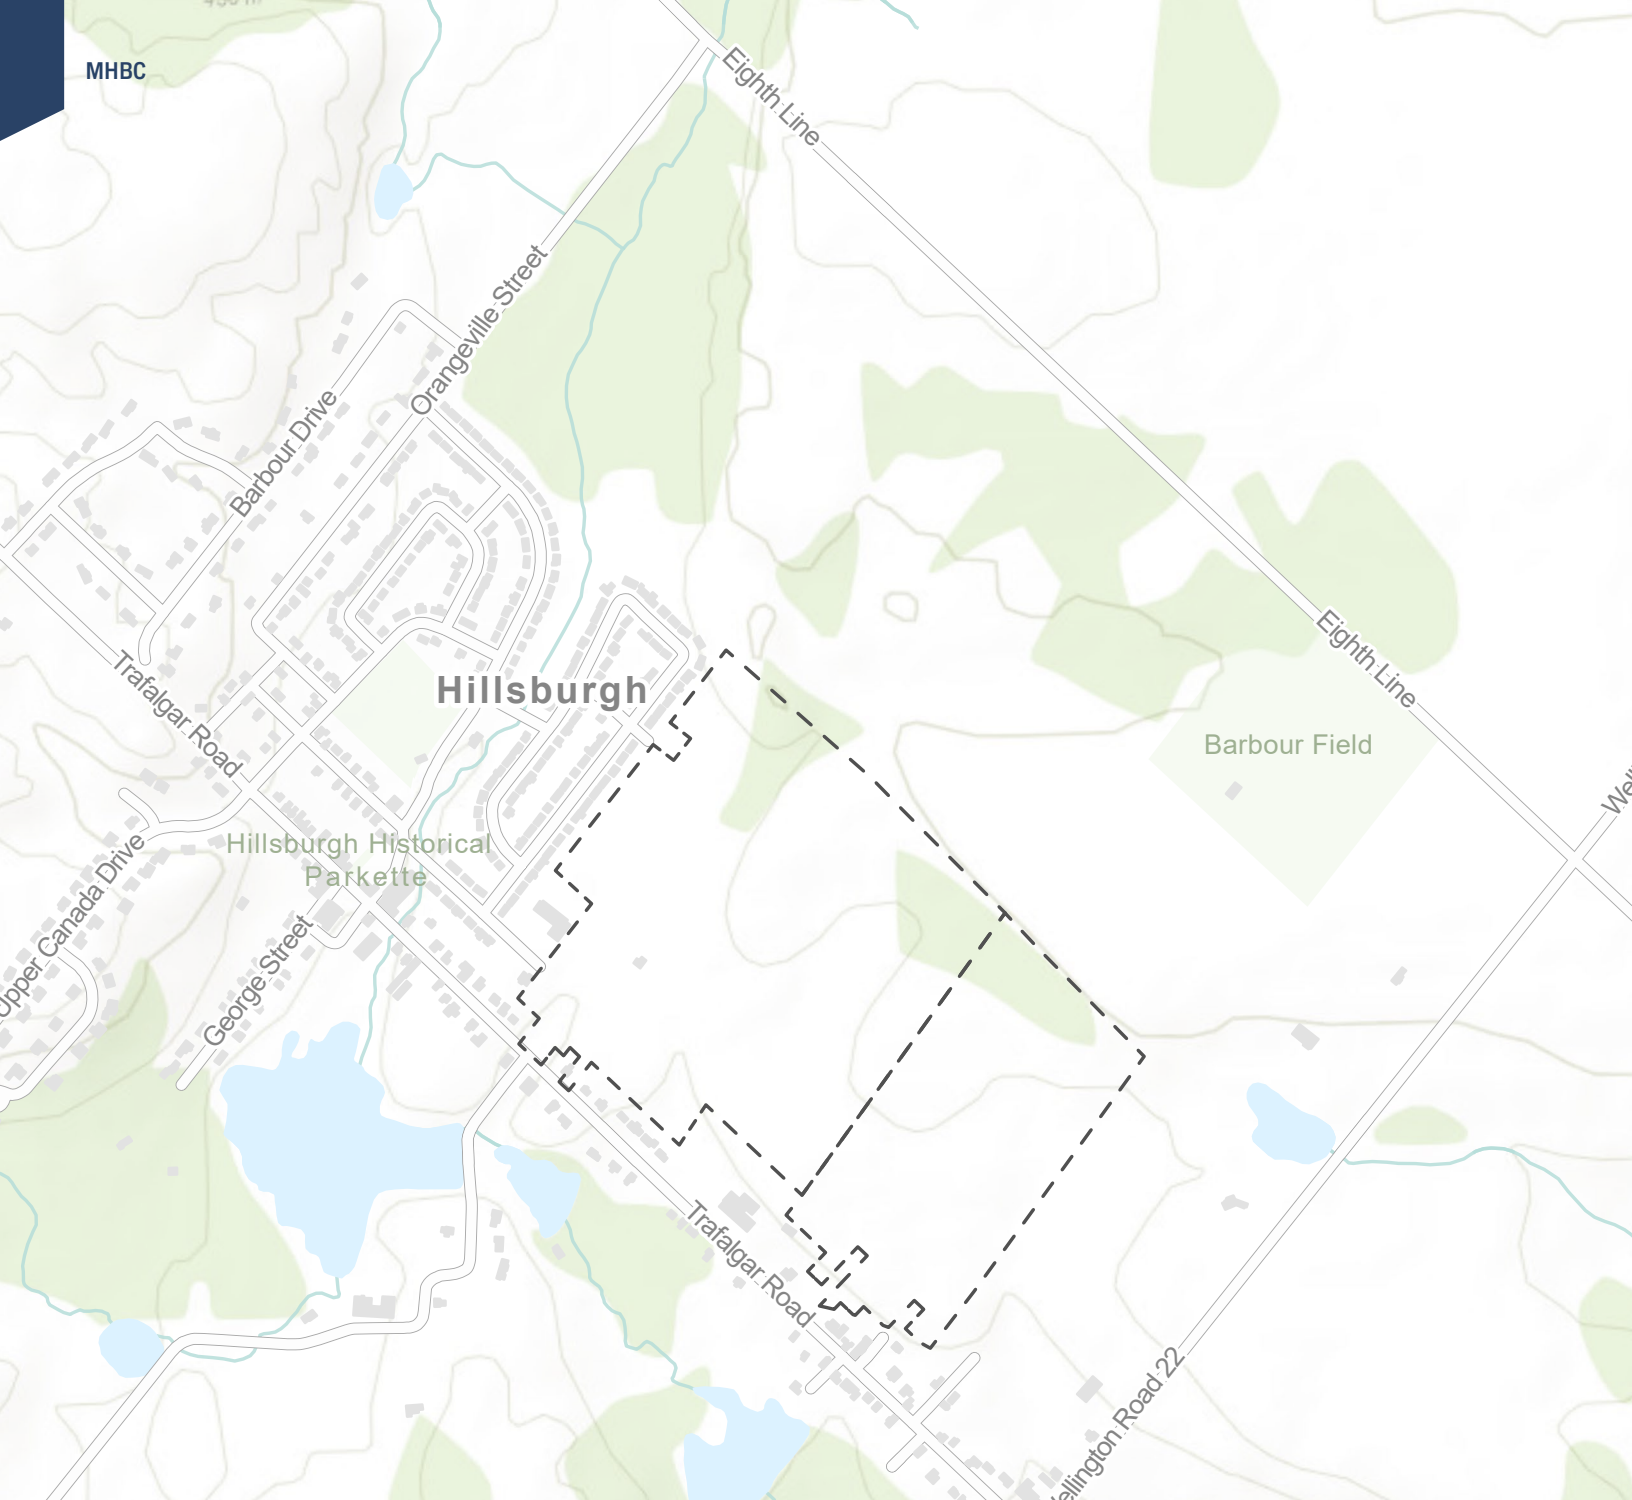 MHBC
Eighth Line
Orangeville Street
Barbour Drive
Trafalgar Road
Hillsburgh
Eighth Line
Barbour Field
Hillsburgh Historical
Parkette
Upper Canada Drive
George Street
Trafalgar Road
Wellington Road 22